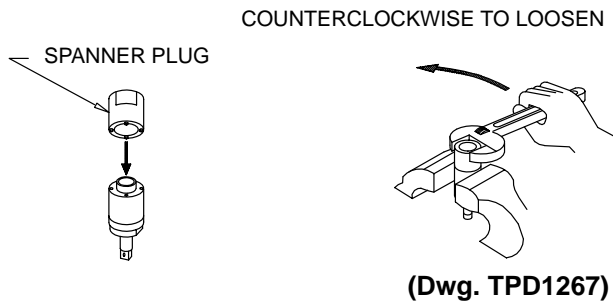 COUNTERCLOCKWISE TO LOOSEN
SPANNER PLUG
(Dwg. TPD1267)